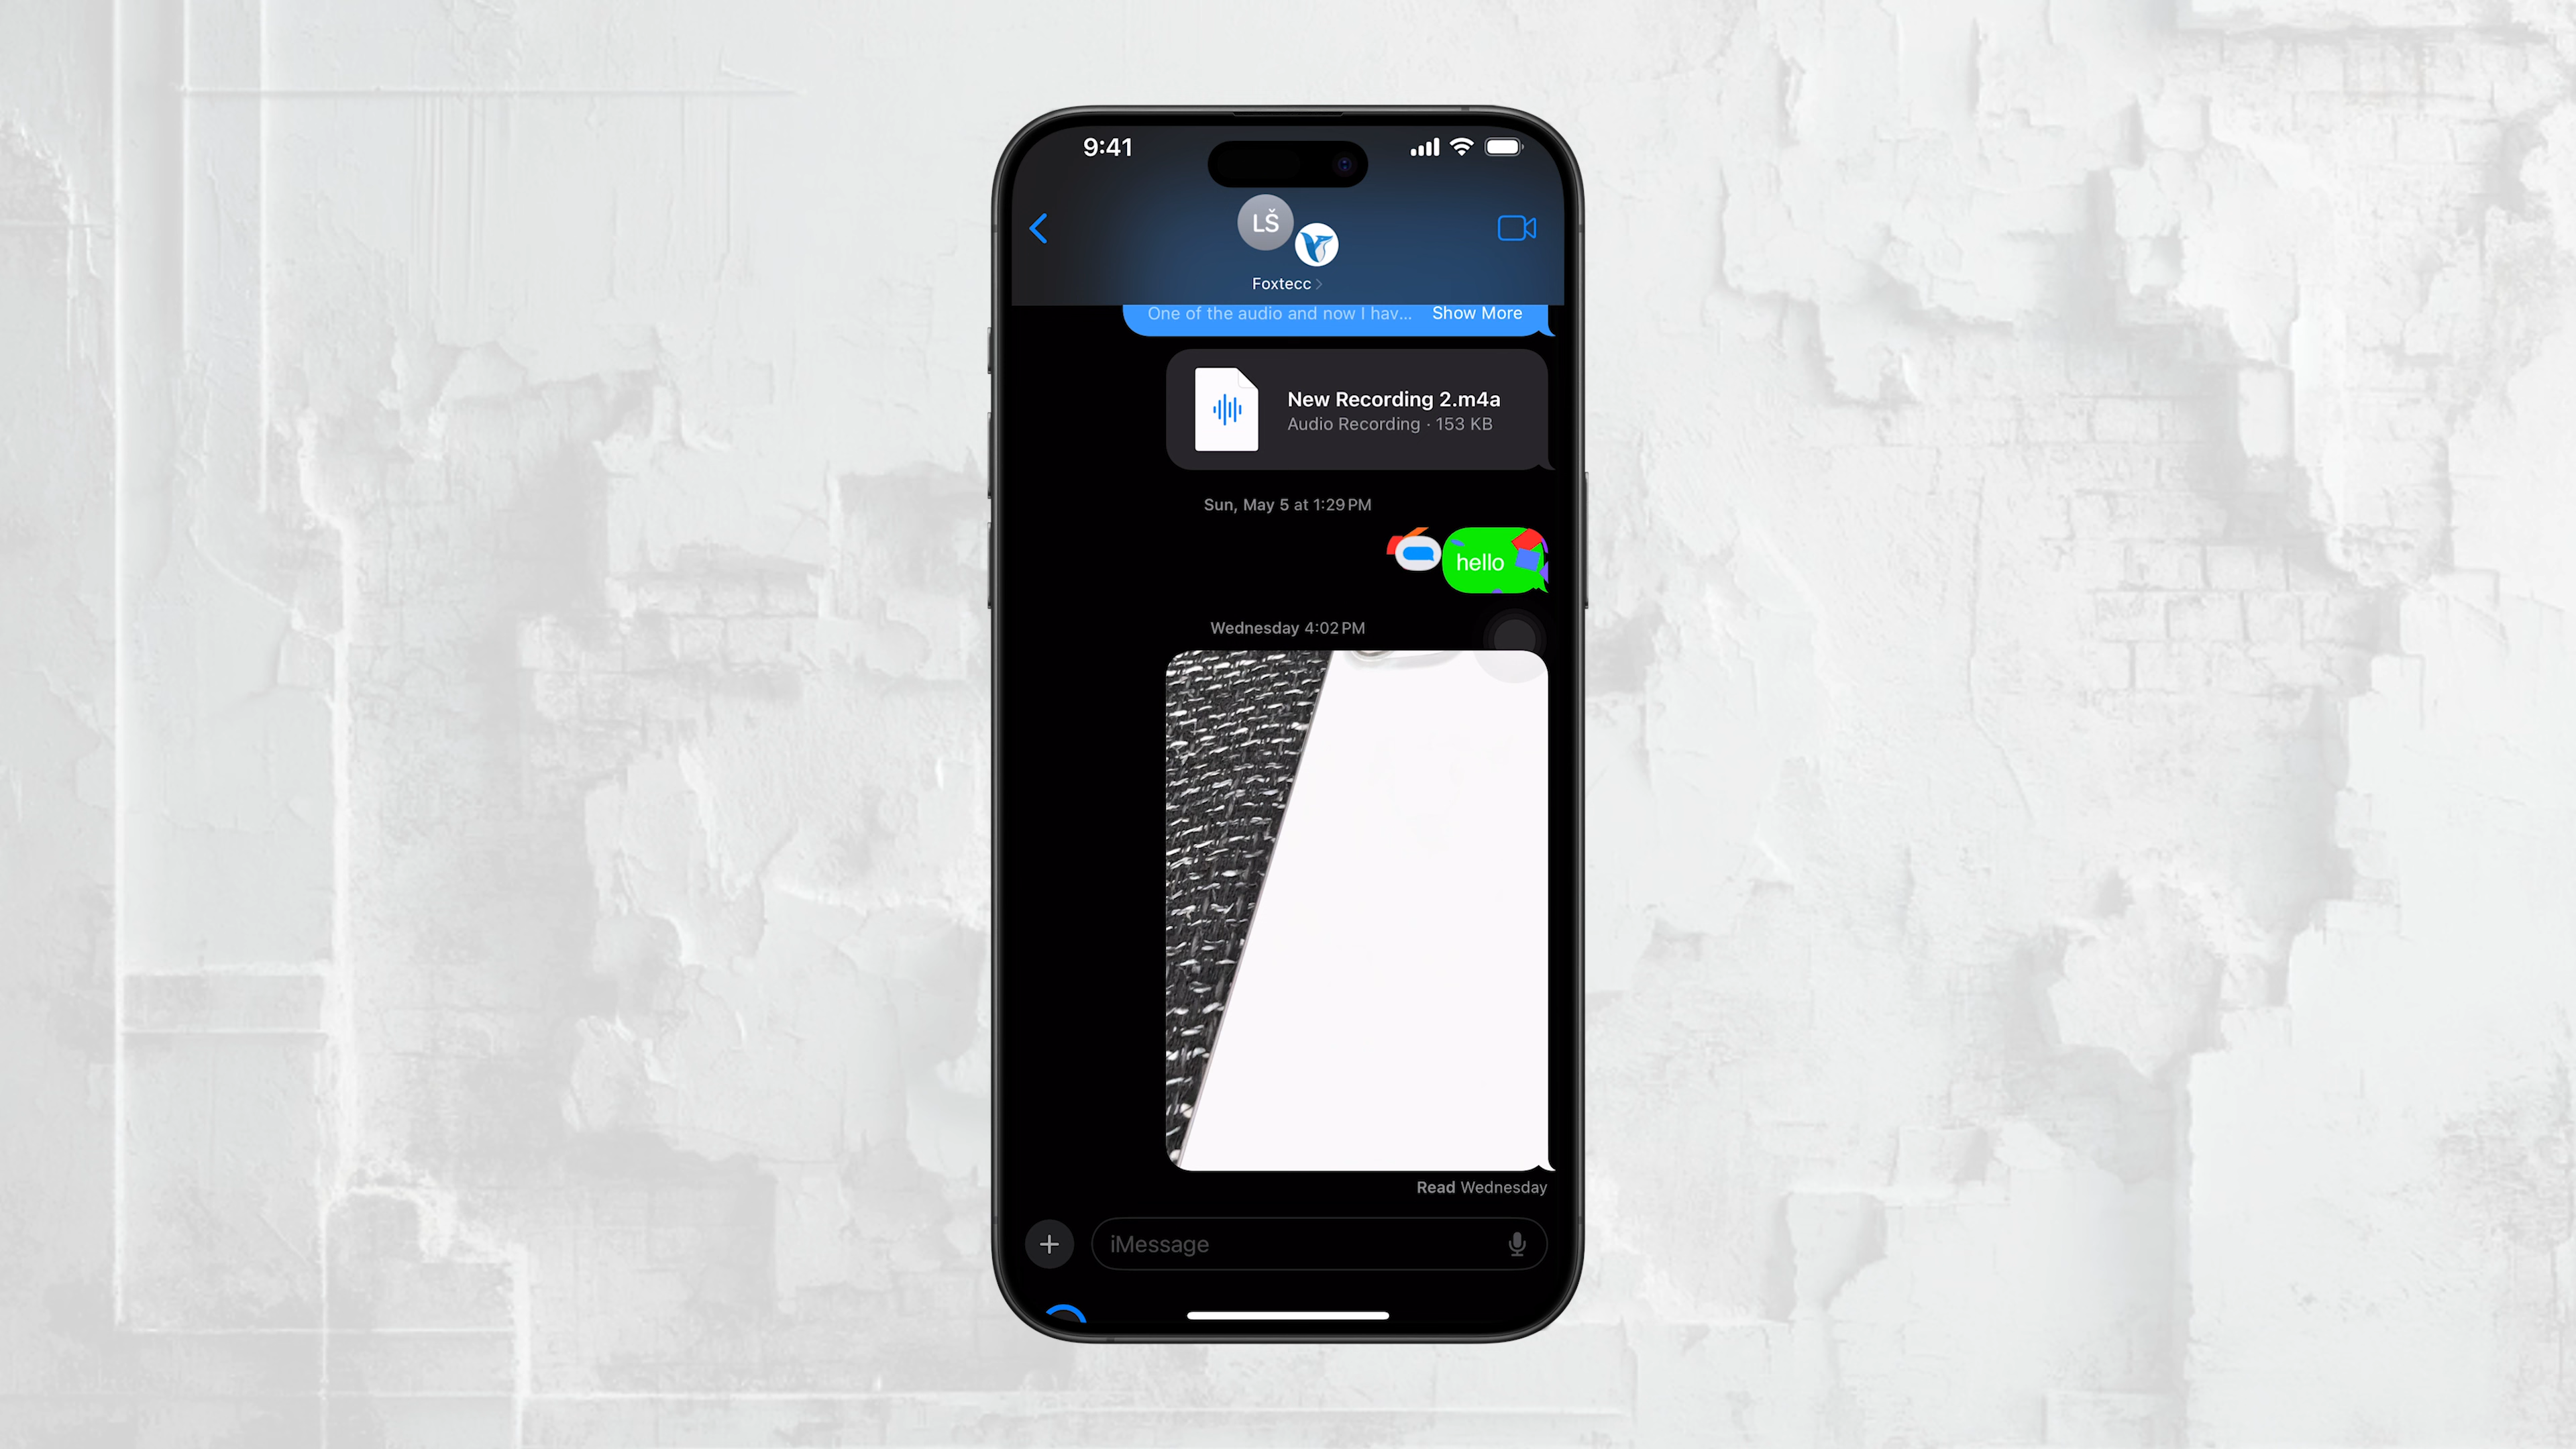 9:41
LŠ
Foxtecc
One of the audio and now I hav... Show More
New Recording 2.m4a
Audio Recording · 153 KB
Sun, May 5 at 1:29 PM
hello
Wednesday 4:02 PM
Read Wednesday
iMessage